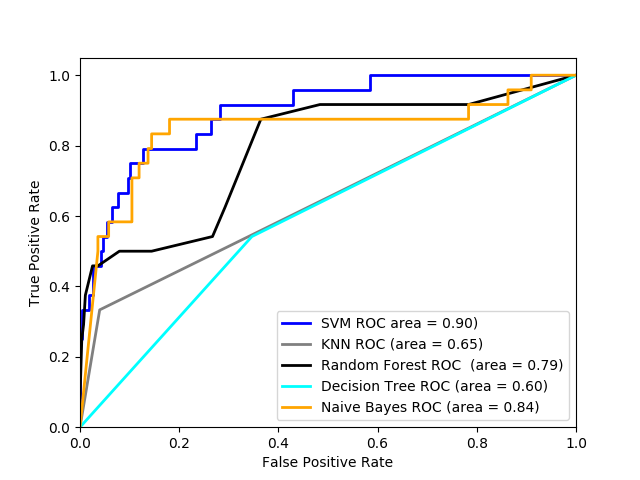 1.0
0.8
0.6
0.4
0.2
0.0
True Positive Rate
SVM ROC area = 0.90)
KNN ROC (area = 0.65)
Random Forest ROC  (area = 0.79)
Decision Tree ROC (area = 0.60)
Naive Bayes ROC (area = 0.84)
0.0 0.2 0.4 0.6 0.8 1.0
False Positive Rate